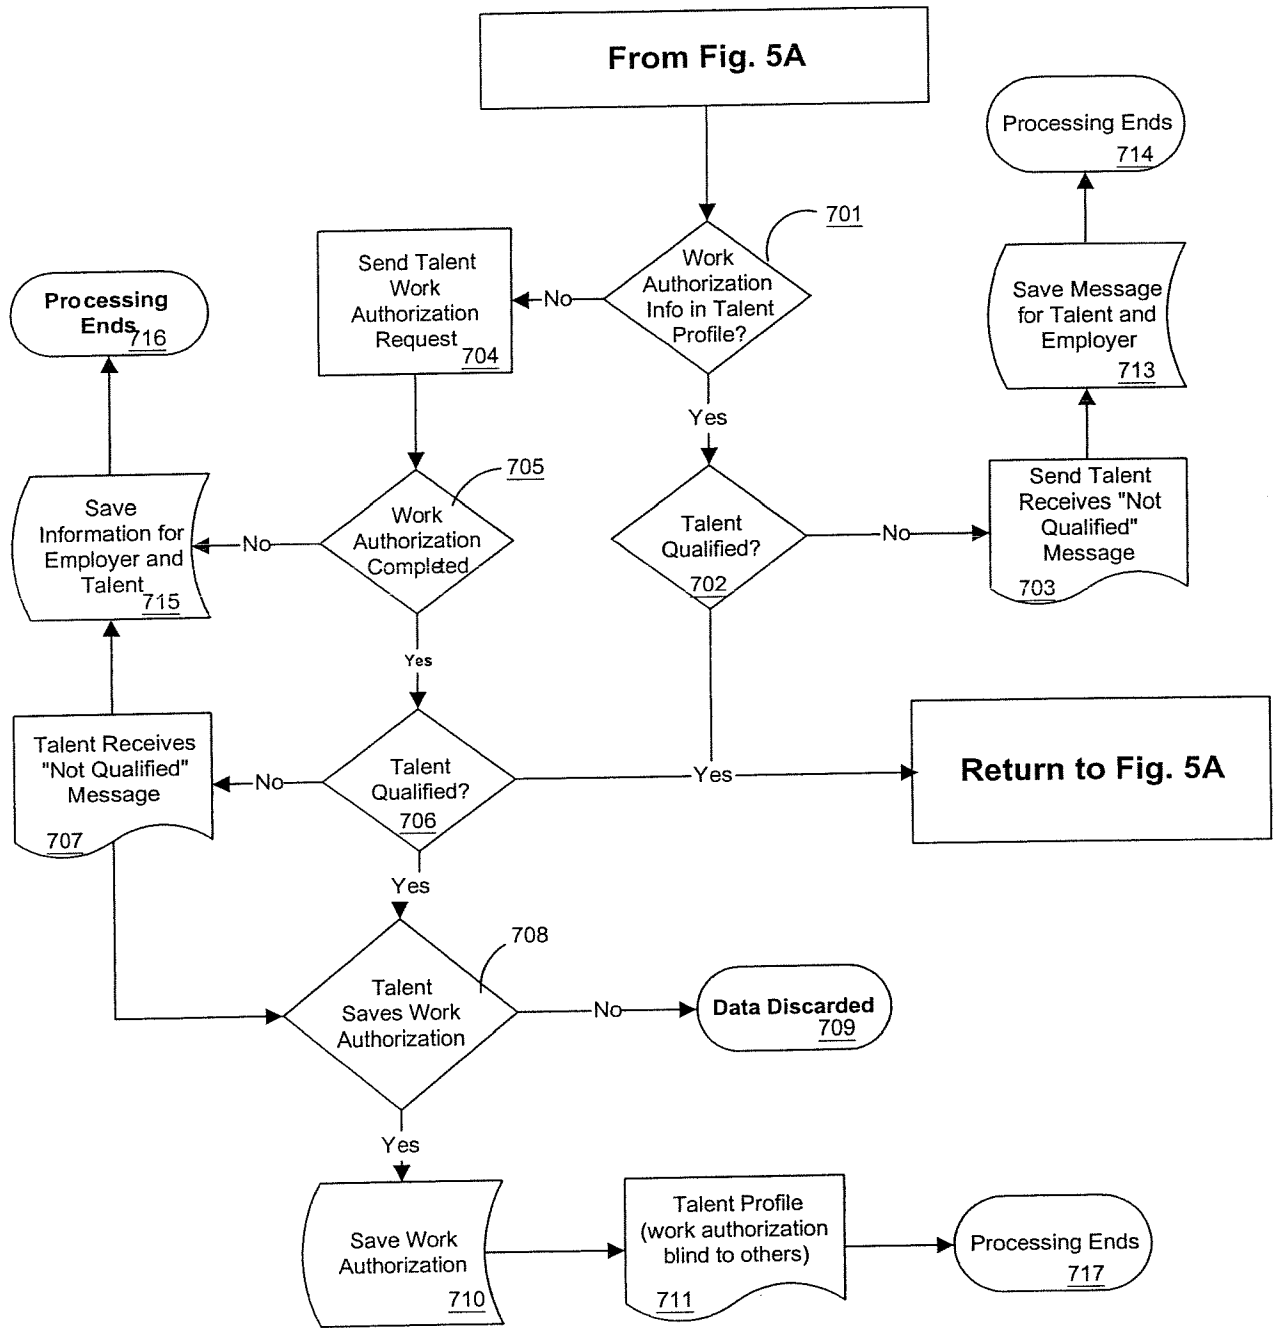 From Fig. 5A
Processing Ends
714
701
Work
Authorization
Info in Talent
Profile?
No
Send Talent
Work
Authorization
Request
704
Processing
Ends
716
Save Message
for Talent and
Employer
713
Yes
705
Work
Authorization
Completed
No
Save
Information for
Employer and
Talent
715
Talent
Qualified?
702
No
Send Talent
Receives "Not
Qualified"
Message
703
Yes
Talent Receives
"Not Qualified"
Message
707
No
Talent
Qualified?
706
Yes
Return to Fig. 5A
Yes
708
Talent
Saves Work
Authorization
No
Data Discarded
709
Yes
Save Work
Authorization
710
Talent Profile
(work authorization
blind to others)
711
Processing Ends
717